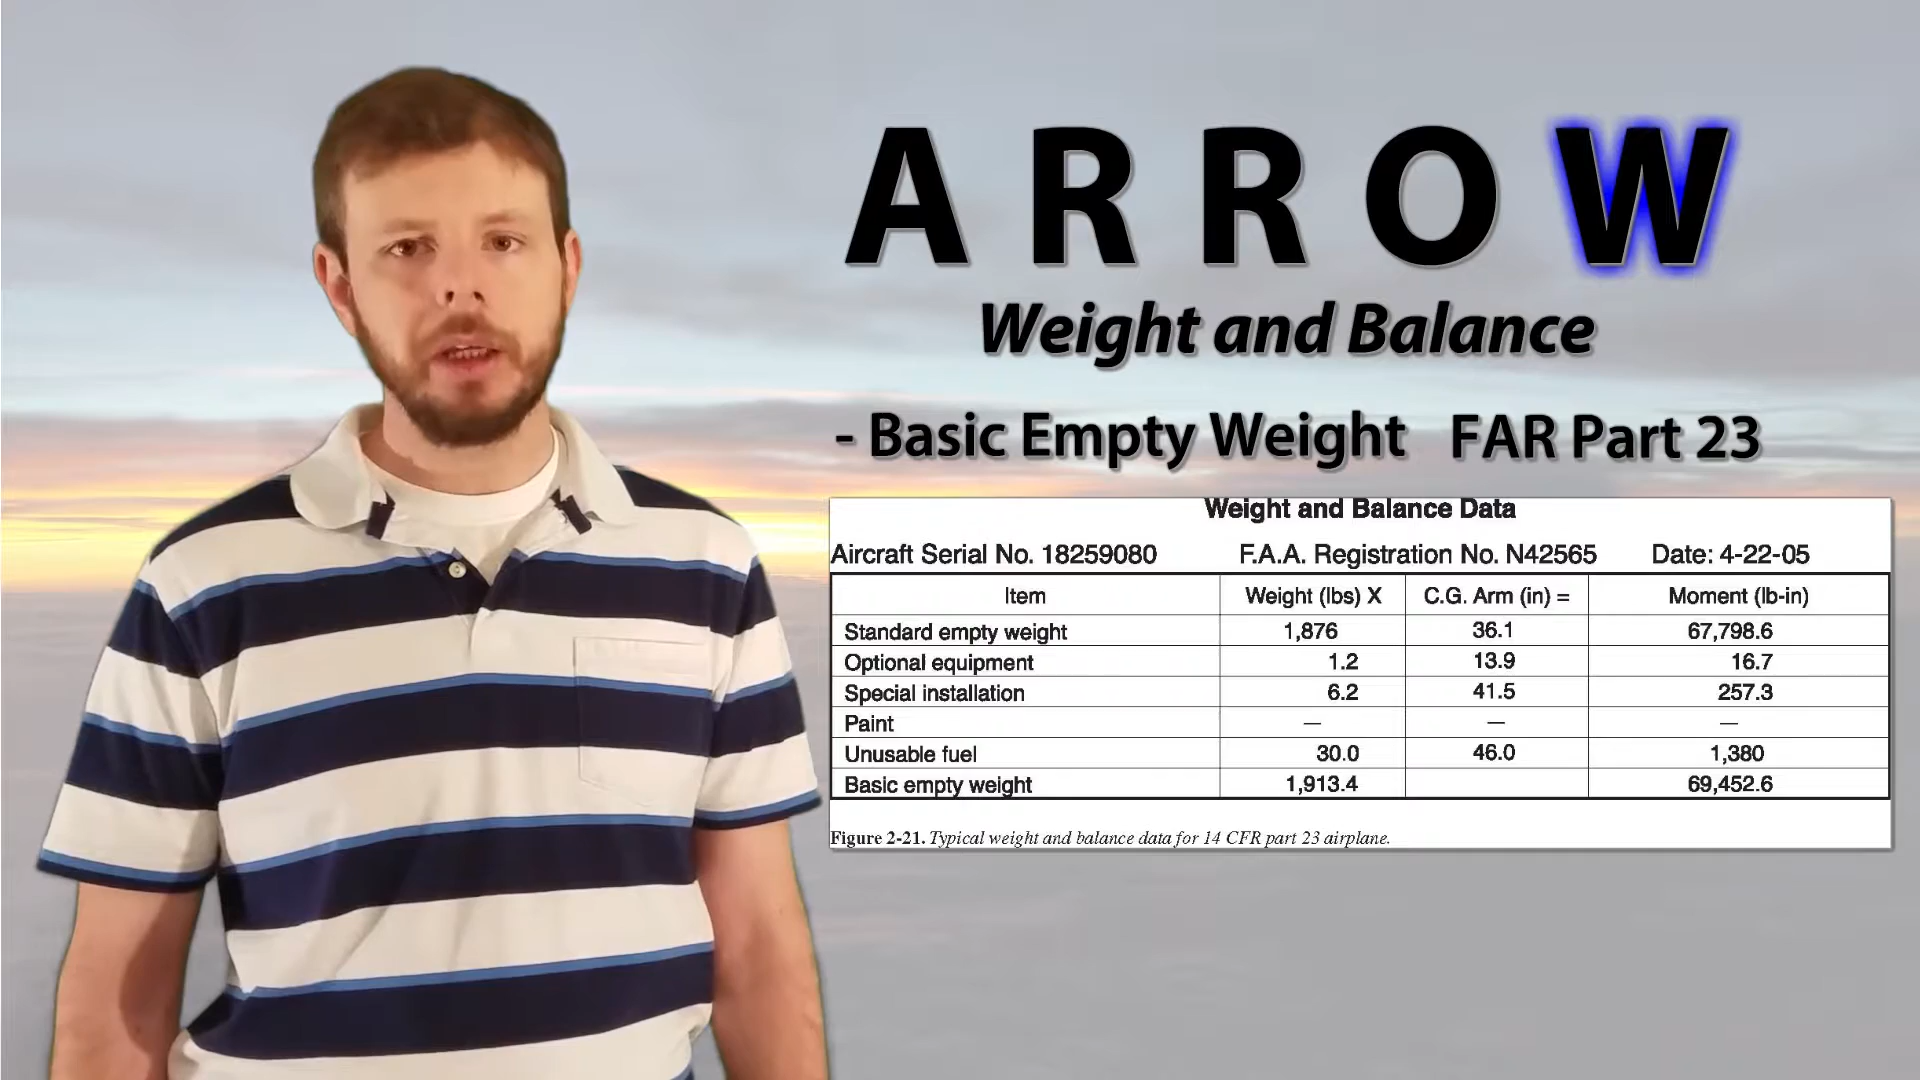 A R R O W
Weight and Balance
- Basic Empty Weight FAR Part 23
Weight and Balance Data
Aircraft Serial No. 18259080 F.A.A. Registration No. N42565 Date: 4-22-05
Item Weight (lbs) X C.G. Arm (in) = Moment (lb-in)
Standard empty weight 1,876 36.1 67,798.6
Optional equipment 1.2 13.9 16.7
Special installation 6.2 41.5 257.3
Paint — — —
Unusable fuel 30.0 46.0 1,380
Basic empty weight 1,913.4 69,452.6
Figure 2-21. Typical weight and balance data for 14 CFR part 23 airplane.